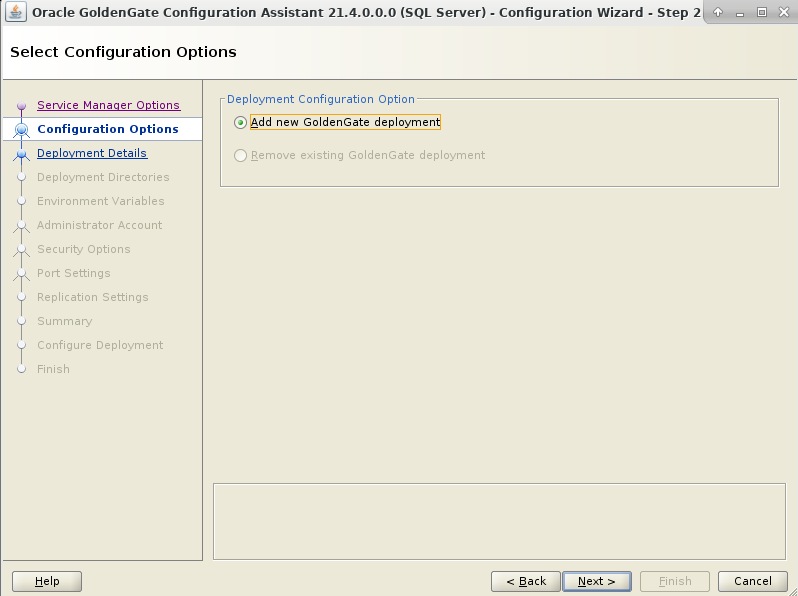 Oracle GoldenGate Configuration Assistant 21.4.0.0.0 (SQL Server) - Configuration Wizard - Step 2
Select Configuration Options
Service Manager Options
Configuration Options
Deployment Details
Deployment Directories
Environment Variables
Administrator Account
Security Options
Port Settings
Replication Settings
Summary
Configure Deployment
Finish
Deployment Configuration Option
Add new GoldenGate deployment
Remove existing GoldenGate deployment
Help
< Back
Next >
Finish
Cancel